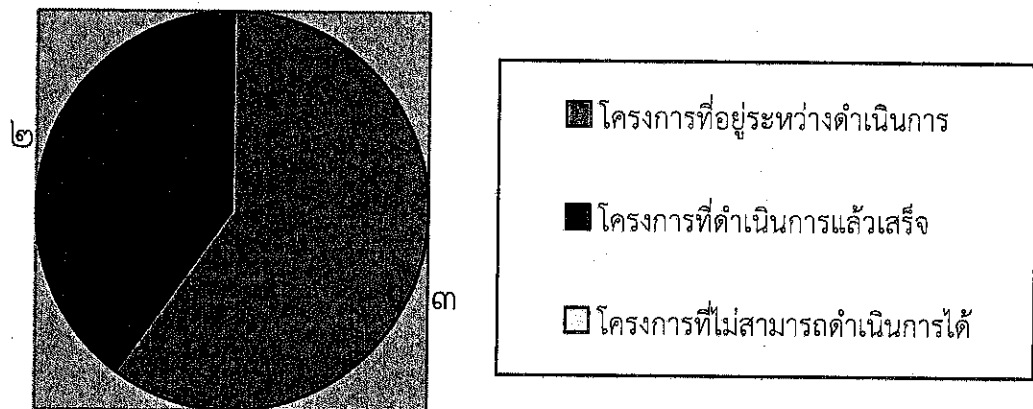 ๒
๓
โครงการที่อยู่ระหว่างดำเนินการ
โครงการที่ดำเนินการแล้วเสร็จ
โครงการที่ไม่สามารถดำเนินการได้